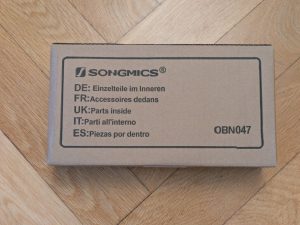 SONGMICS®
DE: Einzelteile im Inneren
FR:Accessoires dedans
UK:Parts inside
IT:Parti all'interno
ES:Piezas por dentro
OBN047